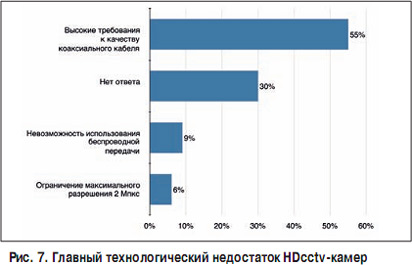 Высокие требования
к качеству
коаксиального кабеля
55%
Нет ответа
30%
Невозможность использования
беспроводной
передачи
9%
Ограничение максимального
разрешения 2 Мпкс
6%
0% 10% 20% 30% 40% 50% 60%
Рис. 7. Главный технологический недостаток HDcctv-камер